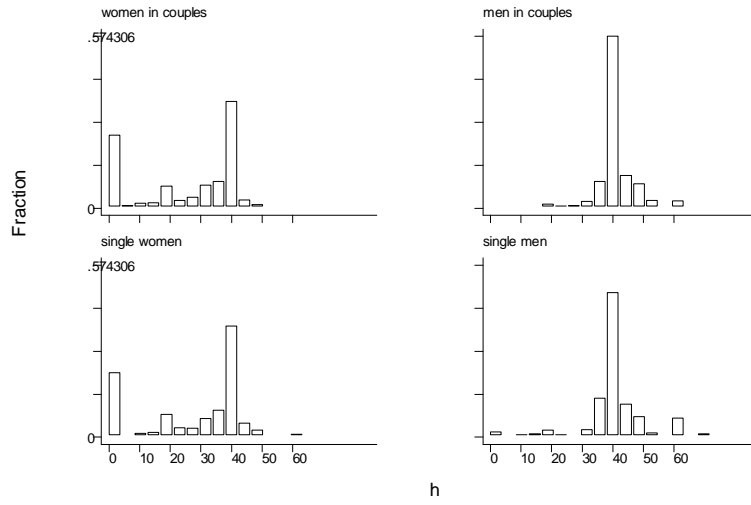 women in couples
men in couples
.574306
0
Fraction
single women
single men
.574306
0
0 10 20 30 40 50 60
0 10 20 30 40 50 60
h